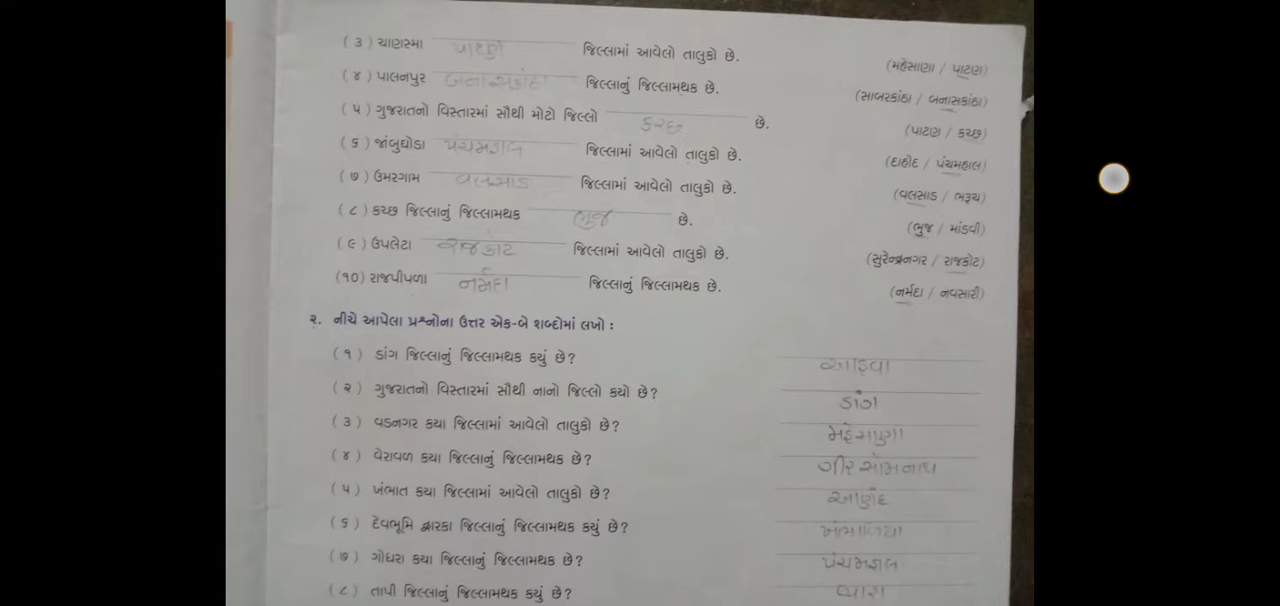 (૩) ચાણસ્મા પાટણ જિલ્લામાં આવેલો તાલુકો છે. (મહેસાણા / પાટણ)
(૪) પાલનપુર બનાસકાંઠા જિલ્લાનું જિલ્લામથક છે. (સાબરકાંઠા / બનાસકાંઠા)
(૫) ગુજરાતનો વિસ્તારમાં સૌથી મોટો જિલ્લો કચ્છ છે. (પાટણ / કચ્છ)
(૬) જાંબુઘોડા પંચમહાલ જિલ્લામાં આવેલો તાલુકો છે. (દાહોદ / પંચમહાલ)
(૭) ઉમરગામ વલસાડ જિલ્લામાં આવેલો તાલુકો છે. (વલસાડ / ભરૂચ)
(૮) કચ્છ જિલ્લાનું જિલ્લામથક ભુજ છે. (ભુજ / માંડવી)
(૯) ઉપલેટા રાજકોટ જિલ્લામાં આવેલો તાલુકો છે. (સુરેન્દ્રનગર / રાજકોટ)
(૧૦) રાજપીપળા નર્મદા જિલ્લાનું જિલ્લામથક છે. (નર્મદા / નવસારી)
૨. નીચે આપેલા પ્રશ્નોના ઉત્તર એક-બે શબ્દોમાં લખો :
(૧) ડાંગ જિલ્લાનું જિલ્લામથક કયું છે? આહવા
(૨) ગુજરાતનો વિસ્તારમાં સૌથી નાનો જિલ્લો કયો છે? ડાંગ
(૩) વડનગર કયા જિલ્લામાં આવેલો તાલુકો છે? મહેસાણા
(૪) વેરાવળ કયા જિલ્લાનું જિલ્લામથક છે? ગીર સોમનાથ
(૫) ખંભાત કયા જિલ્લામાં આવેલો તાલુકો છે? આણંદ
(૬) દેવભૂમિ દ્વારકા જિલ્લાનું જિલ્લામથક કયું છે? ખંભાળિયા
(૭) ગોધરા કયા જિલ્લાનું જિલ્લામથક છે? પંચમહાલ
(૮) તાપી જિલ્લાનું જિલ્લામથક કયું છે? વ્યારા